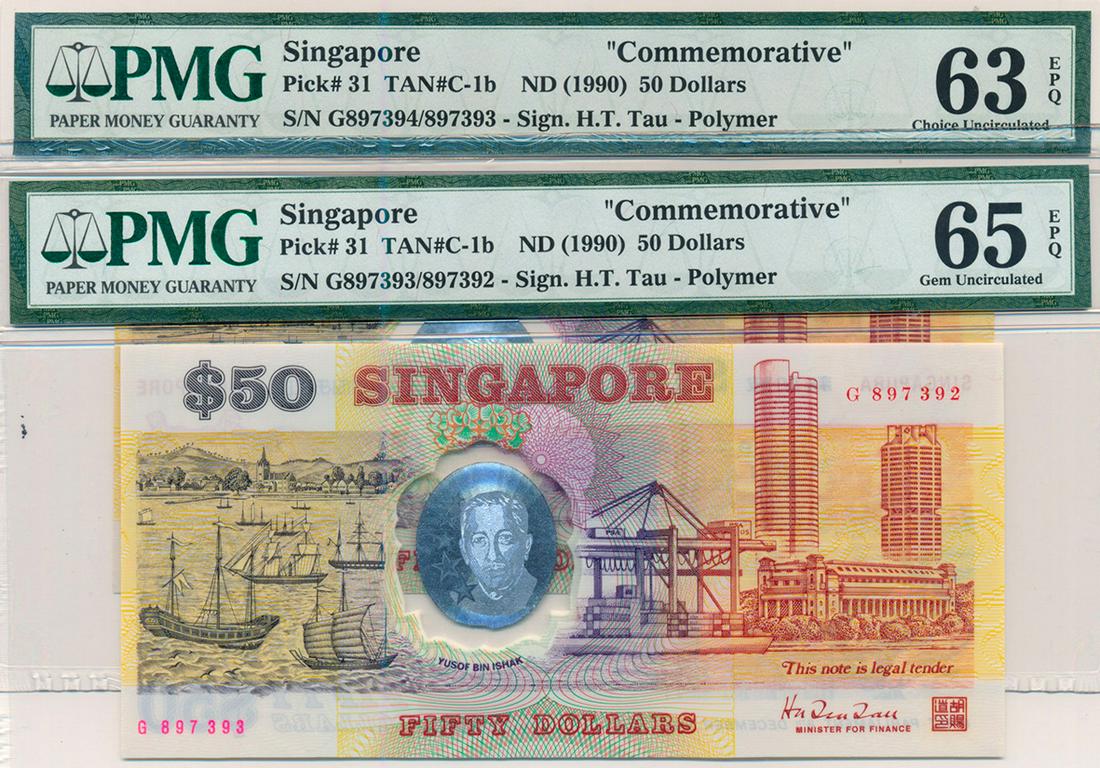 PMG
PAPER MONEY GUARANTY
Singapore "Commemorative"
Pick# 31 TAN#C-1b ND (1990) 50 Dollars
S/N G897394/897393 - Sign. H.T. Tau - Polymer
63 EPQ
Choice Uncirculated
PMG
PAPER MONEY GUARANTY
Singapore "Commemorative"
Pick# 31 TAN#C-1b ND (1990) 50 Dollars
S/N G897393/897392 - Sign. H.T. Tau - Polymer
65 EPQ
Gem Uncirculated
$50 SINGAPORE
G 897392
PSA
YUSOF BIN ISHAK
This note is legal tender
MINISTER FOR FINANCE
G 897393
FIFTY DOLLARS